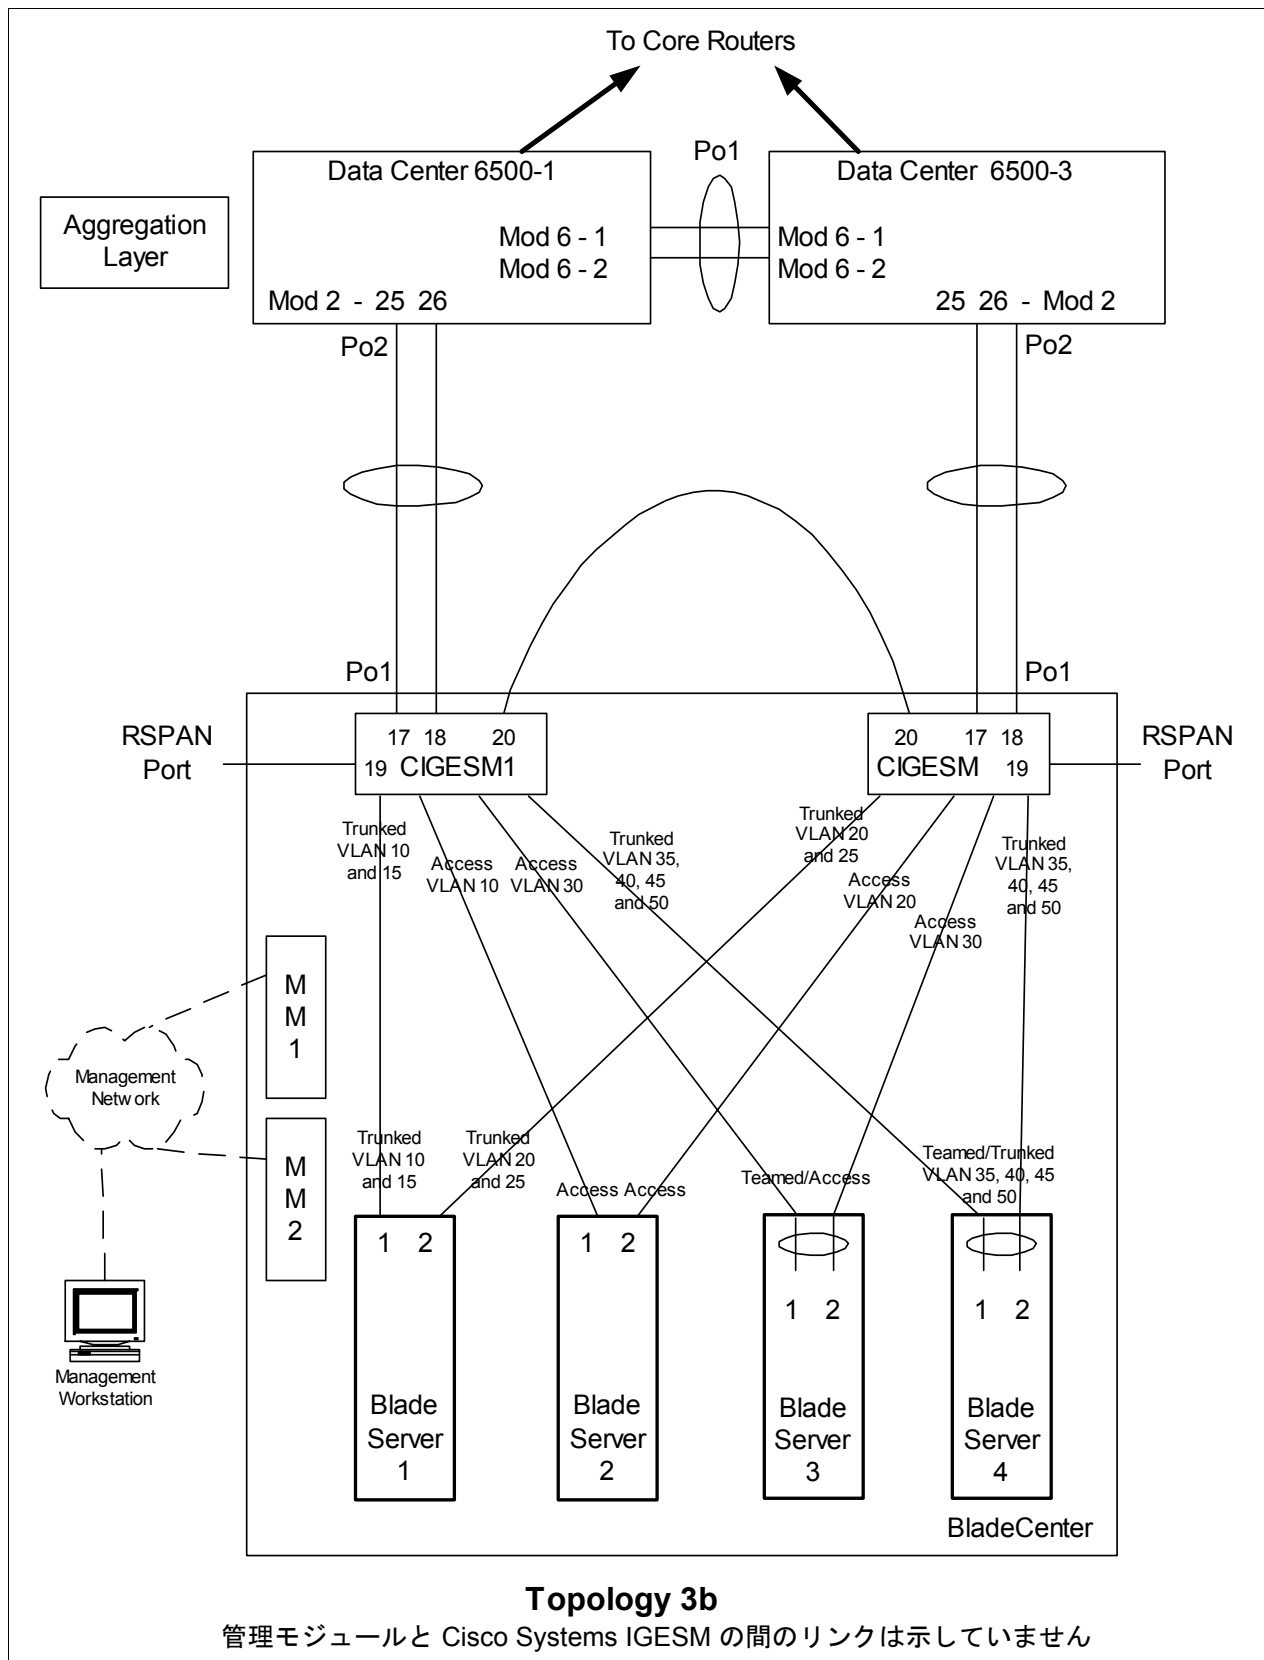 To Core Routers
Po1
Data Center 6500-1
Data Center 6500-3
Aggregation
Layer
Mod 6 - 1
Mod 6 - 2
Mod 6 - 1
Mod 6 - 2
Mod 2 - 25 26
25 26 - Mod 2
Po2
Po2
Po1
Po1
RSPAN
Port
17 18 20
19 CIGESM1
20 17 18
CIGESM 19
RSPAN
Port
Trunked
VLAN 10
and 15
Access
VLAN 10
Access
VLAN 30
Trunked
VLAN 35,
40, 45
and 50
Trunked
VLAN 20
and 25
Access
VLAN 20
Access
VLAN 30
Trunked
VLAN 35,
40, 45
and 50
M
M
1
Management
Network
M
M
2
Management
Workstation
Trunked
VLAN 10
and 15
Trunked
VLAN 20
and 25
Access Access
Teamed/Access
Teamed/Trunked
VLAN 35, 40, 45
and 50
1 2
1 2
1 2
1 2
Blade
Server
1
Blade
Server
2
Blade
Server
3
Blade
Server
4
BladeCenter
Topology 3b
管理モジュールと Cisco Systems IGESM の間のリンクは示していません